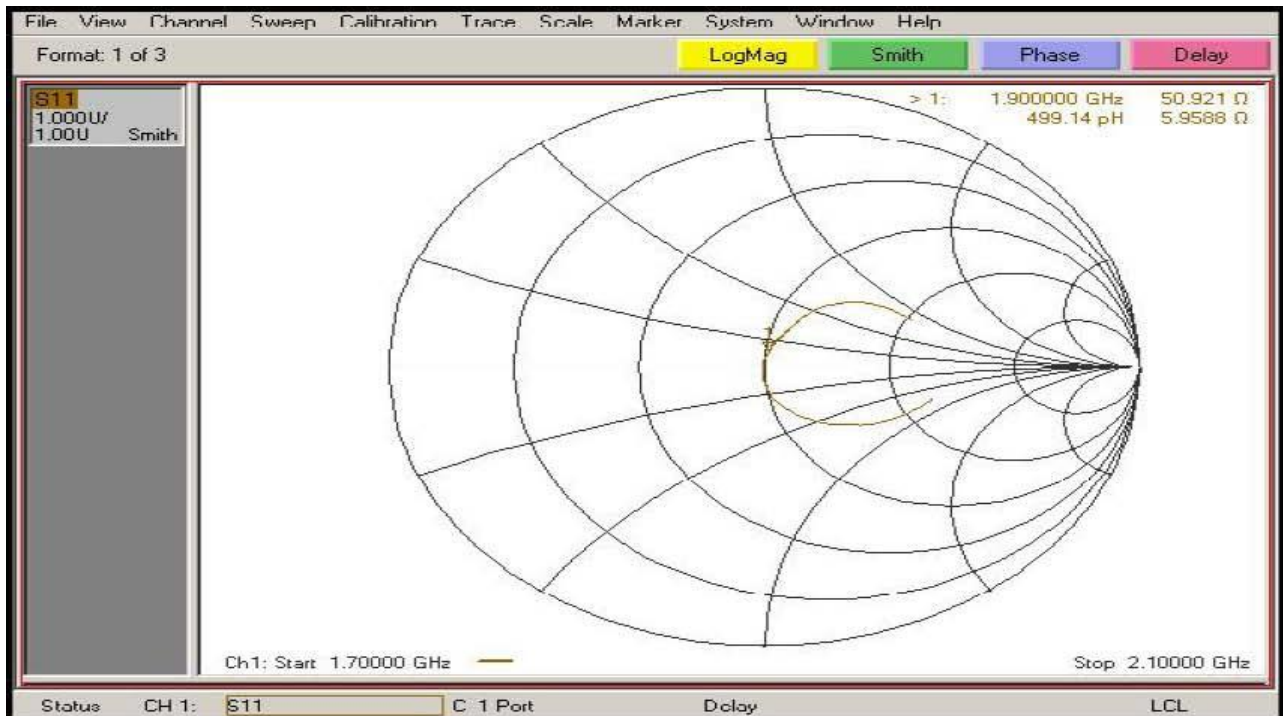 File View Channel Sweep Calibration Trace Scale Marker System Window Help
Format: 1 of 3 LogMag Smith Phase Delay
S11
1.000U/
1.00U Smith
> 1: 1.900000 GHz 50.921 Ω
499.14 pH 5.9588 Ω
1
Ch1: Start 1.70000 GHz Stop 2.10000 GHz
Status CH 1: S11 C 1 Port Delay LCL